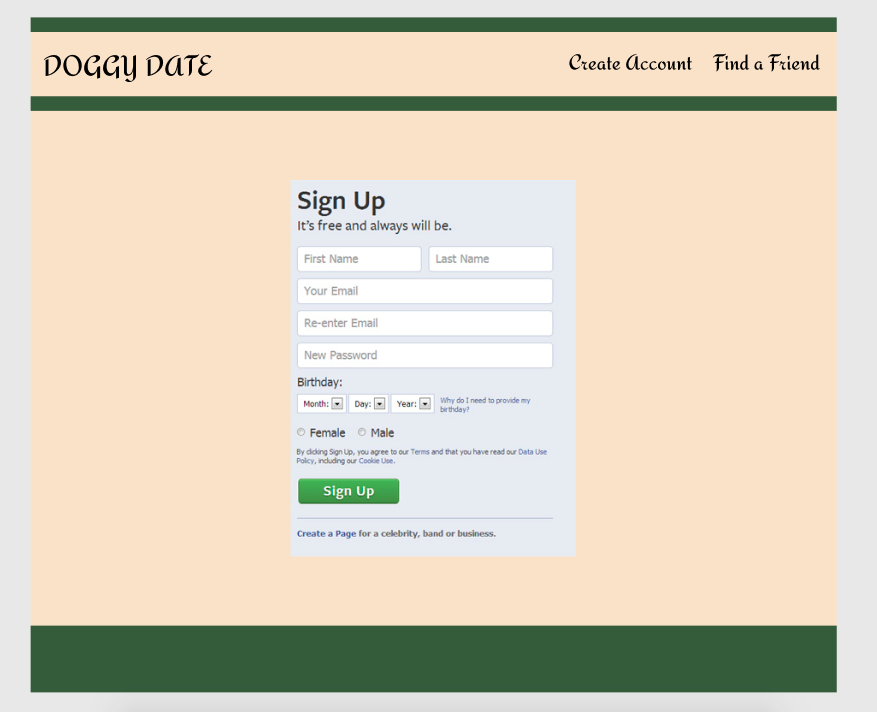 DOGGY DATE
Create Account Find a Friend
Sign Up
It's free and always will be.
First Name Last Name
Your Email
Re-enter Email
New Password
Birthday:
Month: Day: Year: Why do I need to provide my
birthday?
Female Male
By clicking Sign Up, you agree to our Terms and that you have read our Data Use
Policy, including our Cookie Use.
Sign Up
Create a Page for a celebrity, band or business.